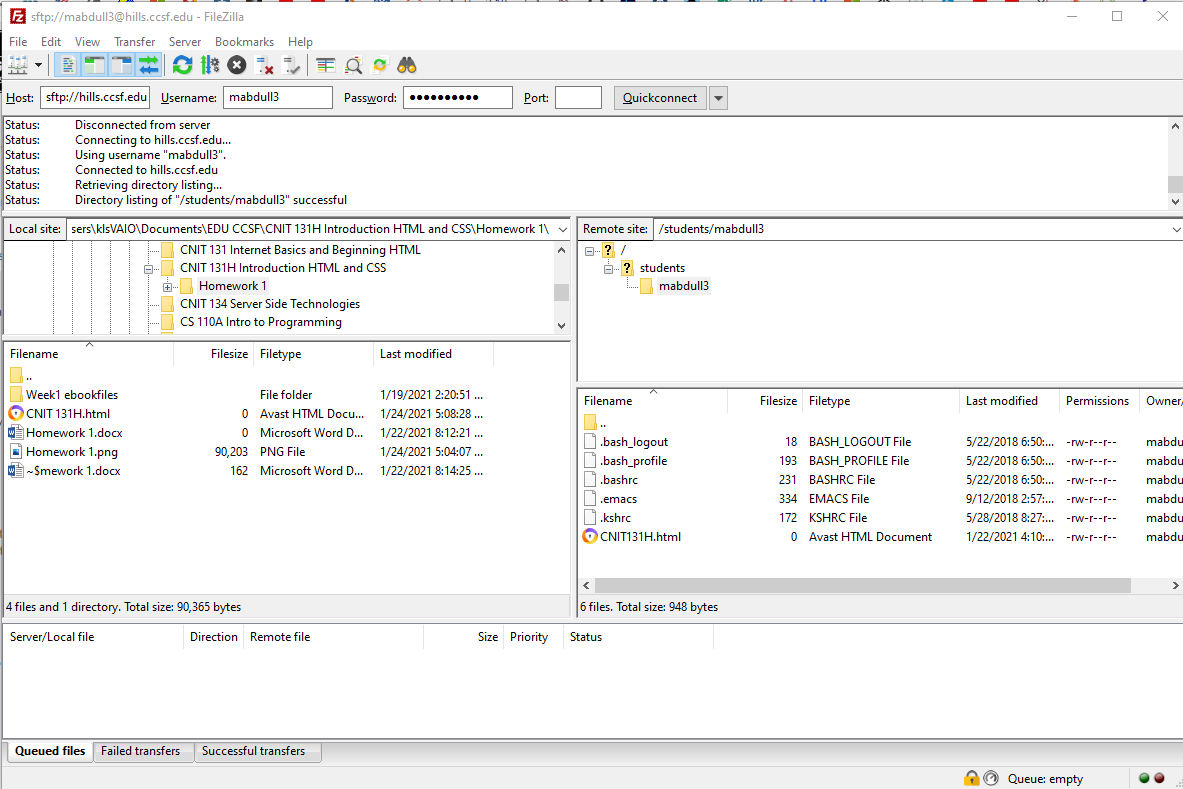 sftp://mabdull3@hills.ccsf.edu - FileZilla
File Edit View Transfer Server Bookmarks Help
Host: sftp://hills.ccsf.edu Username: mabdull3 Password: ●●●●●●●●●● Port: Quickconnect
Status: Disconnected from server
Status: Connecting to hills.ccsf.edu...
Status: Using username "mabdull3".
Status: Connected to hills.ccsf.edu
Status: Retrieving directory listing...
Status: Directory listing of "/students/mabdull3" successful
Local site: sers\klsVAIO\Documents\EDU CCSF\CNIT 131H Introduction HTML and CSS\Homework 1\
CNIT 131 Internet Basics and Beginning HTML
CNIT 131H Introduction HTML and CSS
Homework 1
CNIT 134 Server Side Technologies
CS 110A Intro to Programming
Filename Filesize Filetype Last modified
..
Week1 ebookfiles File folder 1/19/2021 2:20:51 ...
CNIT 131H.html 0 Avast HTML Docu... 1/24/2021 5:08:28 ...
Homework 1.docx 0 Microsoft Word D... 1/22/2021 8:12:21 ...
Homework 1.png 90,203 PNG File 1/24/2021 5:04:07 ...
~$mework 1.docx 162 Microsoft Word D... 1/22/2021 8:14:25 ...
4 files and 1 directory. Total size: 90,365 bytes
Remote site: /students/mabdull3
? /
? students
mabdull3
Filename Filesize Filetype Last modified Permissions Owner/
..
.bash_logout 18 BASH_LOGOUT File 5/22/2018 6:50:... -rw-r--r-- mabdu
.bash_profile 193 BASH_PROFILE File 5/22/2018 6:50:... -rw-r--r-- mabdu
.bashrc 231 BASHRC File 5/22/2018 6:50:... -rw-r--r-- mabdu
.emacs 334 EMACS File 9/12/2018 2:57:... -rw-r--r-- mabdu
.kshrc 172 KSHRC File 5/28/2018 8:27:... -rw-r--r-- mabdu
CNIT131H.html 0 Avast HTML Document 1/22/2021 4:10:... -rw-r--r-- mabdu
6 files. Total size: 948 bytes
Server/Local file Direction Remote file Size Priority Status
Queued files Failed transfers Successful transfers
Queue: empty